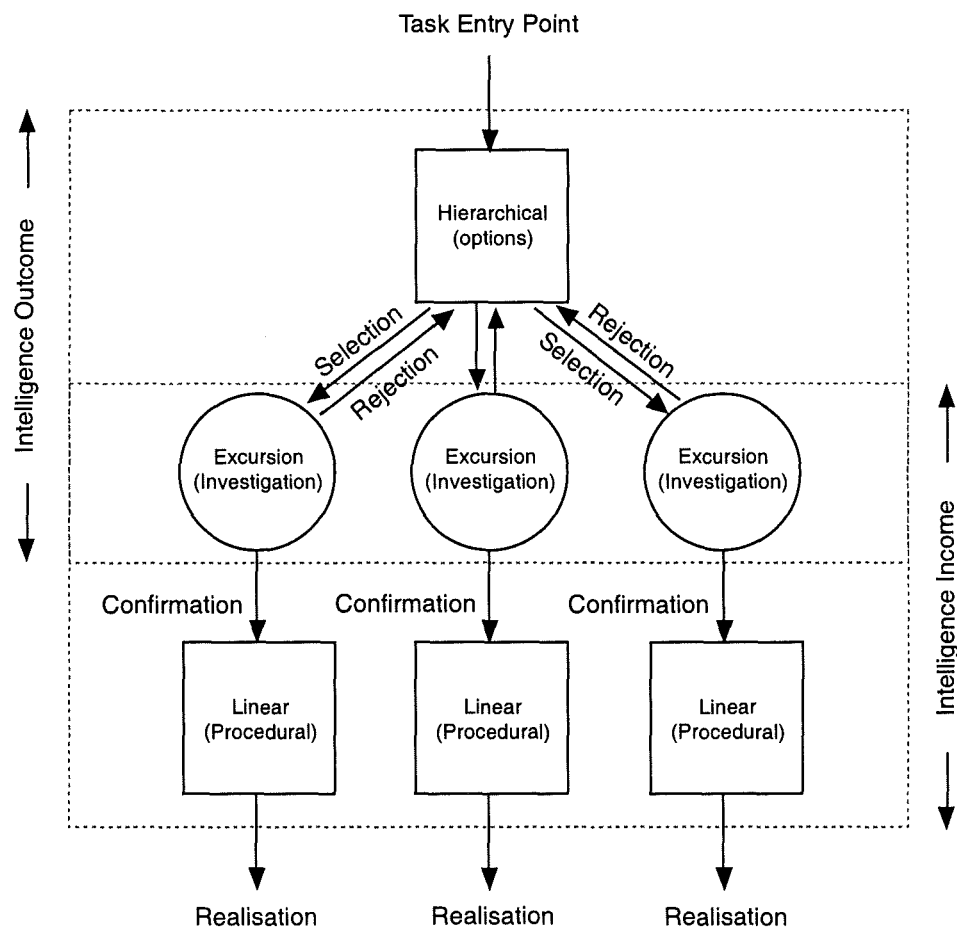 Task Entry Point
Hierarchical
(options)
Selection
Rejection
Selection
Rejection
Intelligence Outcome
Excursion
(Investigation)
Excursion
(Investigation)
Excursion
(Investigation)
Intelligence Income
Confirmation
Confirmation
Confirmation
Linear
(Procedural)
Linear
(Procedural)
Linear
(Procedural)
Realisation
Realisation
Realisation